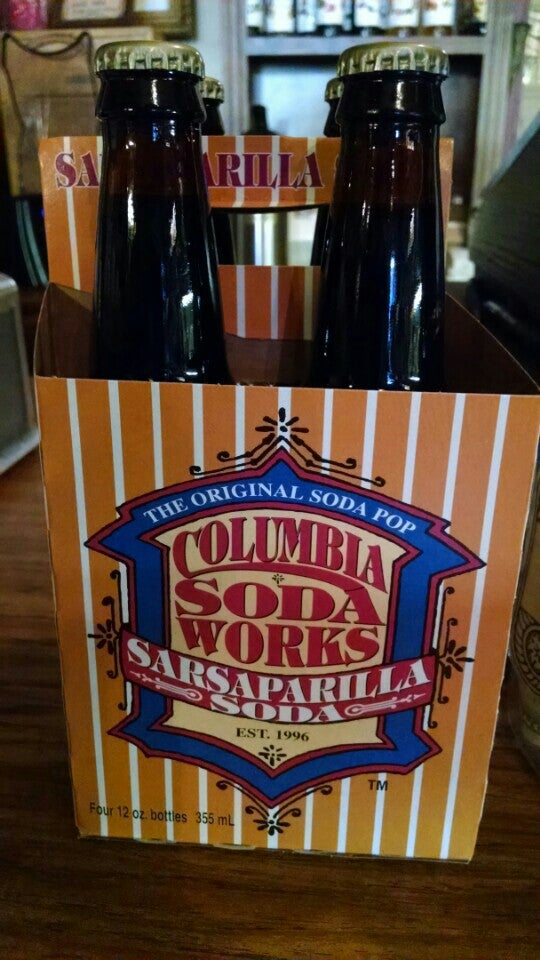 SARSAPARILLA
THE ORIGINAL SODA POP
COLUMBIA
SODA
WORKS
SARSAPARILLA
SODA
EST. 1996
TM
Four 12 oz. bottles 355 mL